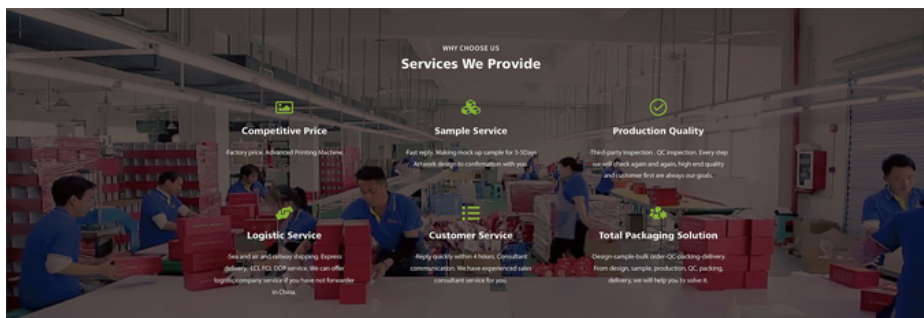 WHY CHOOSE US
Services We Provide
Competitive Price
Factory price. Advanced Printing Machine.
Sample Service
Fast reply. Making mock up sample for 3-5Days
Artwork design to confirmation with you.
Production Quality
Third-party Inspection . QC Inspection. Every step
we will check again and again, high end quality
and customer first are always our goals.
Logistic Service
Sea and air and railway shipping. Express
delivery. LCL FCL DDP service. We can offer
logistic company service if you have not forwarder
in China.
Customer Service
Reply quickly within 4 hours. Consultant
communication. We have experienced sales
consultant service for you.
Total Packaging Solution
Design-sample-bulk order-QC-packing-delivery.
From design, sample, production, QC, packing,
delivery, we will help you to solve it.